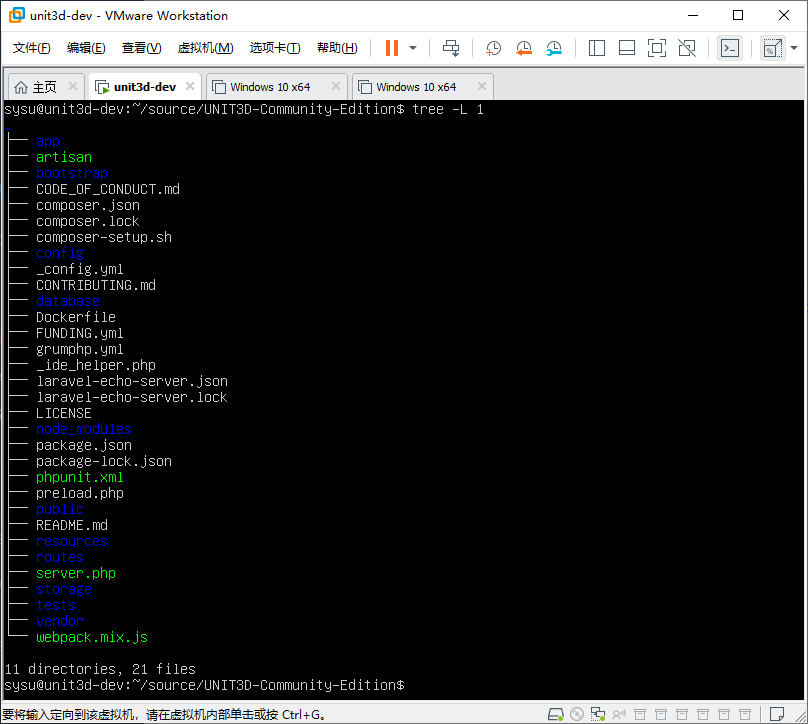 unit3d-dev - VMware Workstation
文件(F) 编辑(E) 查看(V) 虚拟机(M) 选项卡(T) 帮助(H)
主页 unit3d-dev Windows 10 x64 Windows 10 x64
sysu@unit3d-dev:~/source/UNIT3D-Community-Edition$ tree -L 1
.
├── app
├── artisan
├── bootstrap
├── CODE_OF_CONDUCT.md
├── composer.json
├── composer.lock
├── composer-setup.sh
├── config
├── _config.yml
├── CONTRIBUTING.md
├── database
├── Dockerfile
├── FUNDING.yml
├── grumphp.yml
├── _ide_helper.php
├── laravel-echo-server.json
├── laravel-echo-server.lock
├── LICENSE
├── node_modules
├── package.json
├── package-lock.json
├── phpunit.xml
├── preload.php
├── public
├── README.md
├── resources
├── routes
├── server.php
├── storage
├── tests
├── vendor
└── webpack.mix.js
11 directories, 21 files
sysu@unit3d-dev:~/source/UNIT3D-Community-Edition$
要将输入定向到该虚拟机，请在虚拟机内部单击或按 Ctrl+G。